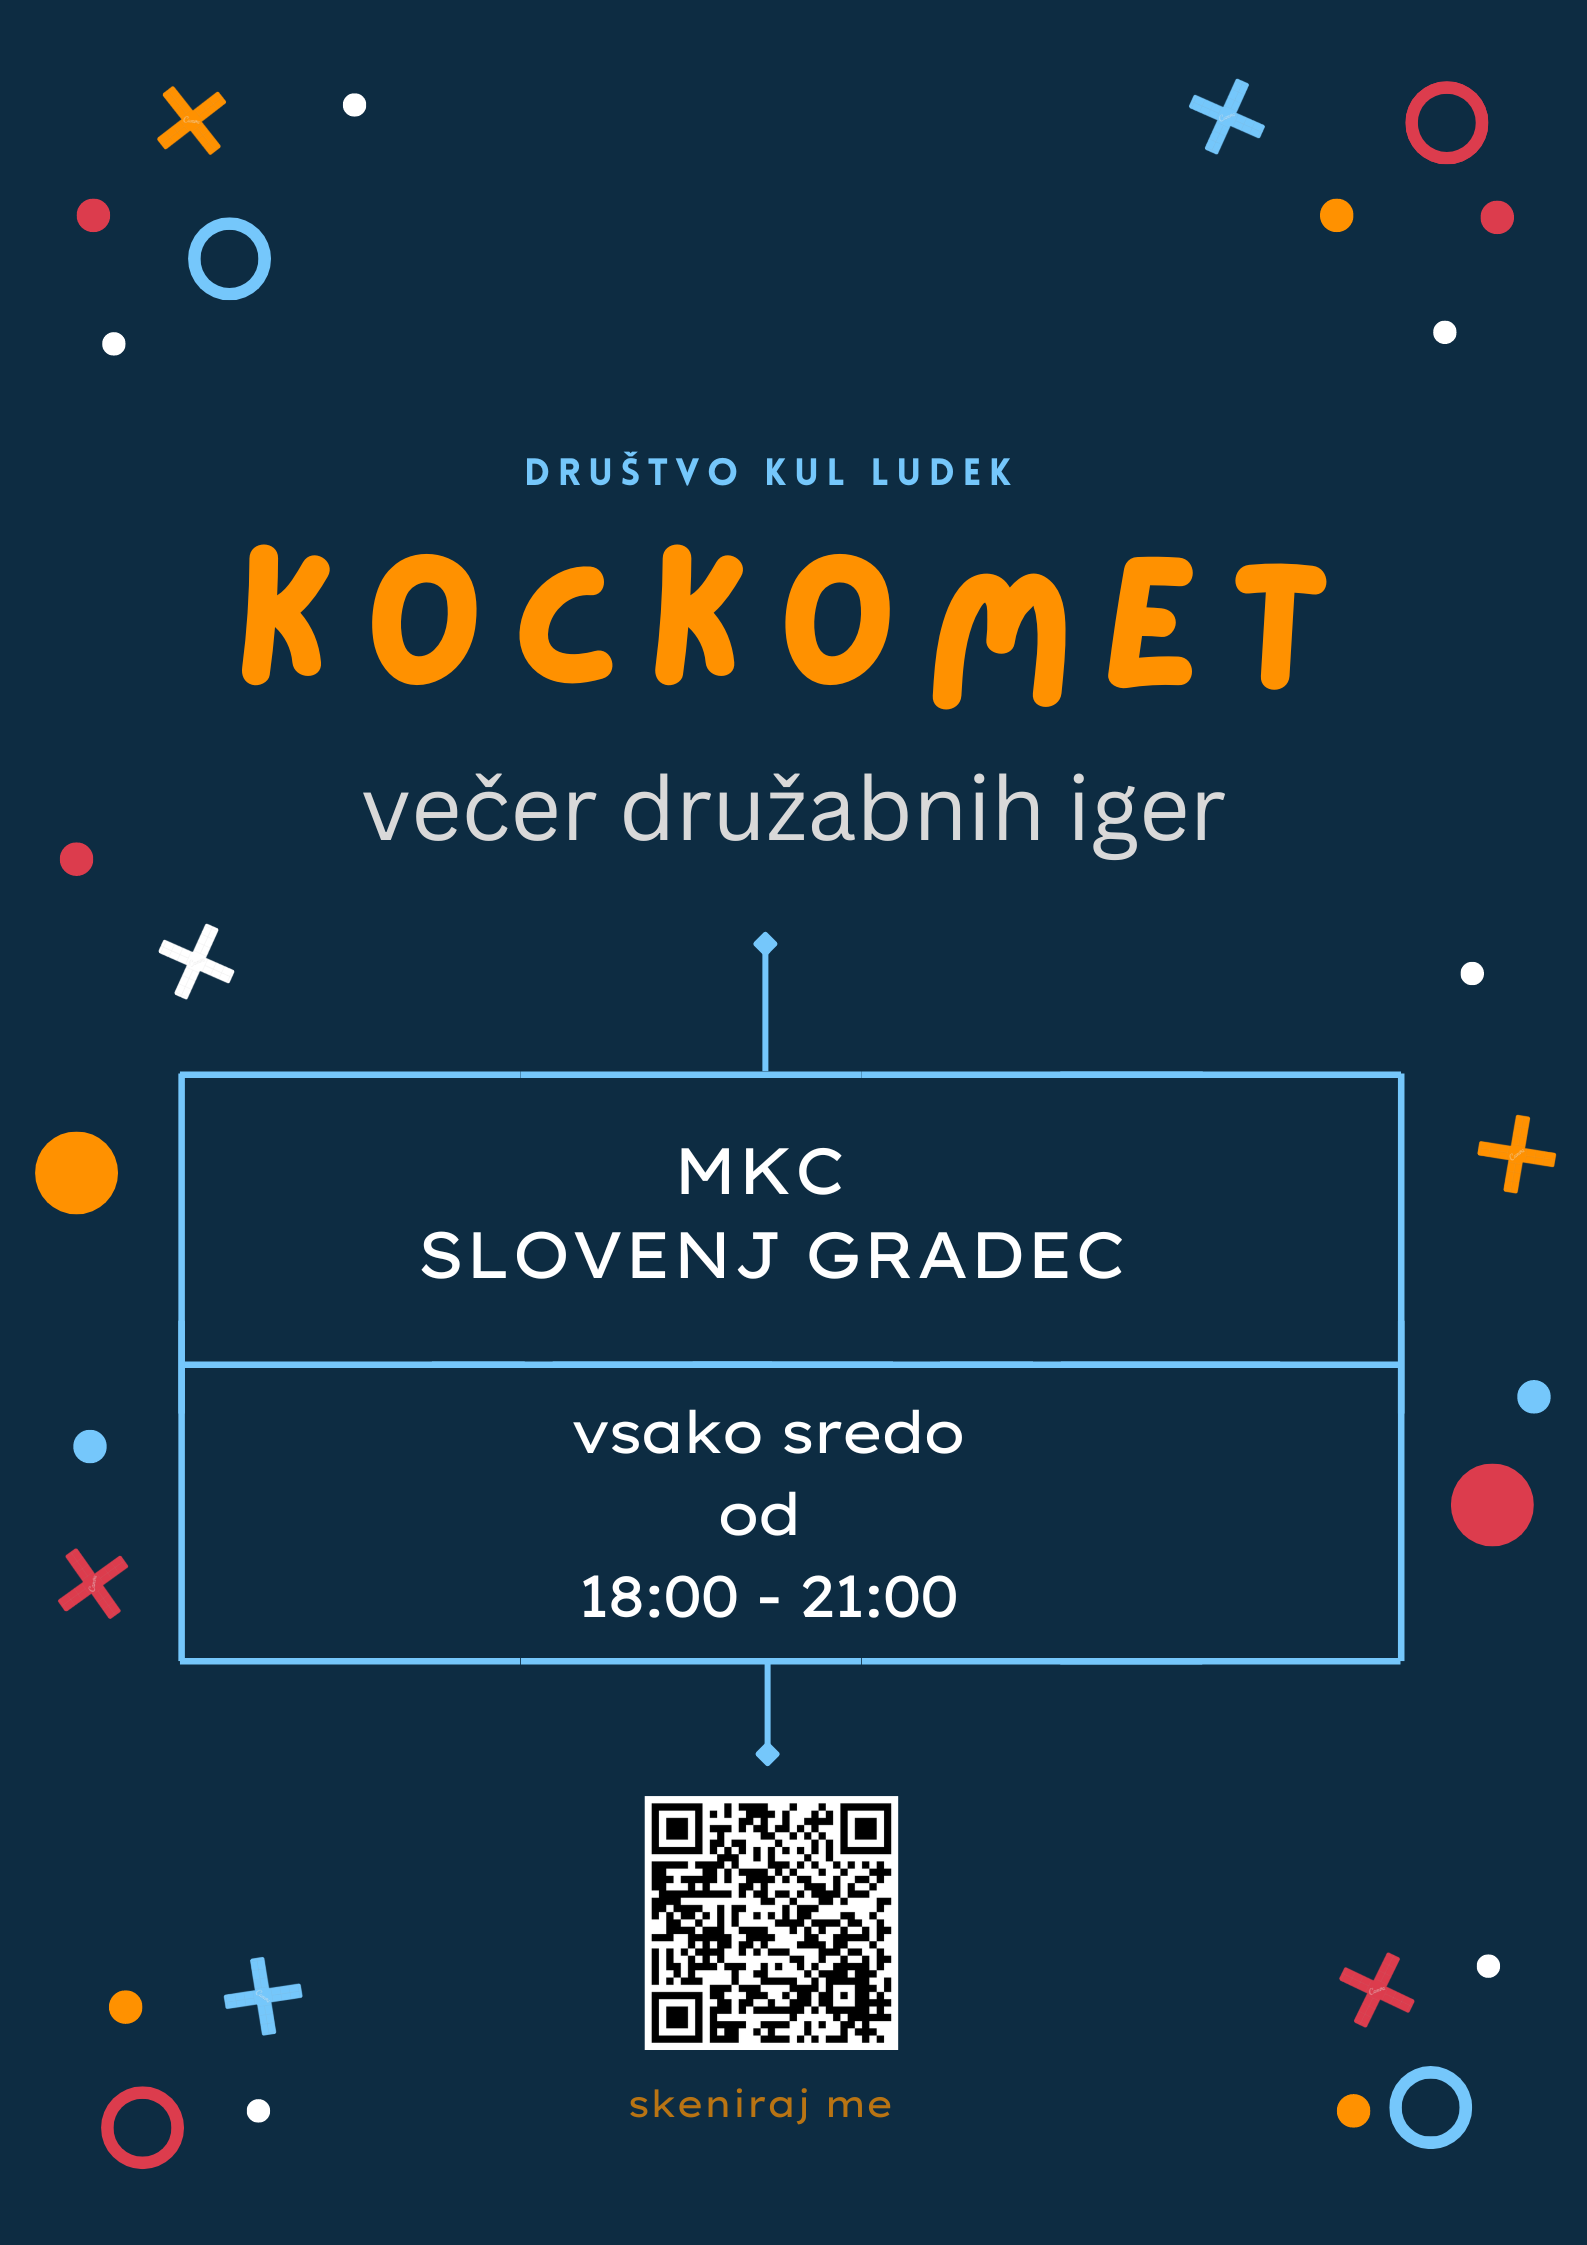 DRUŠTVO KUL LUDEK
KOCKOMET
večer družabnih iger
MKC
SLOVENJ GRADEC
vsako sredo
od
18:00 - 21:00
skeniraj me